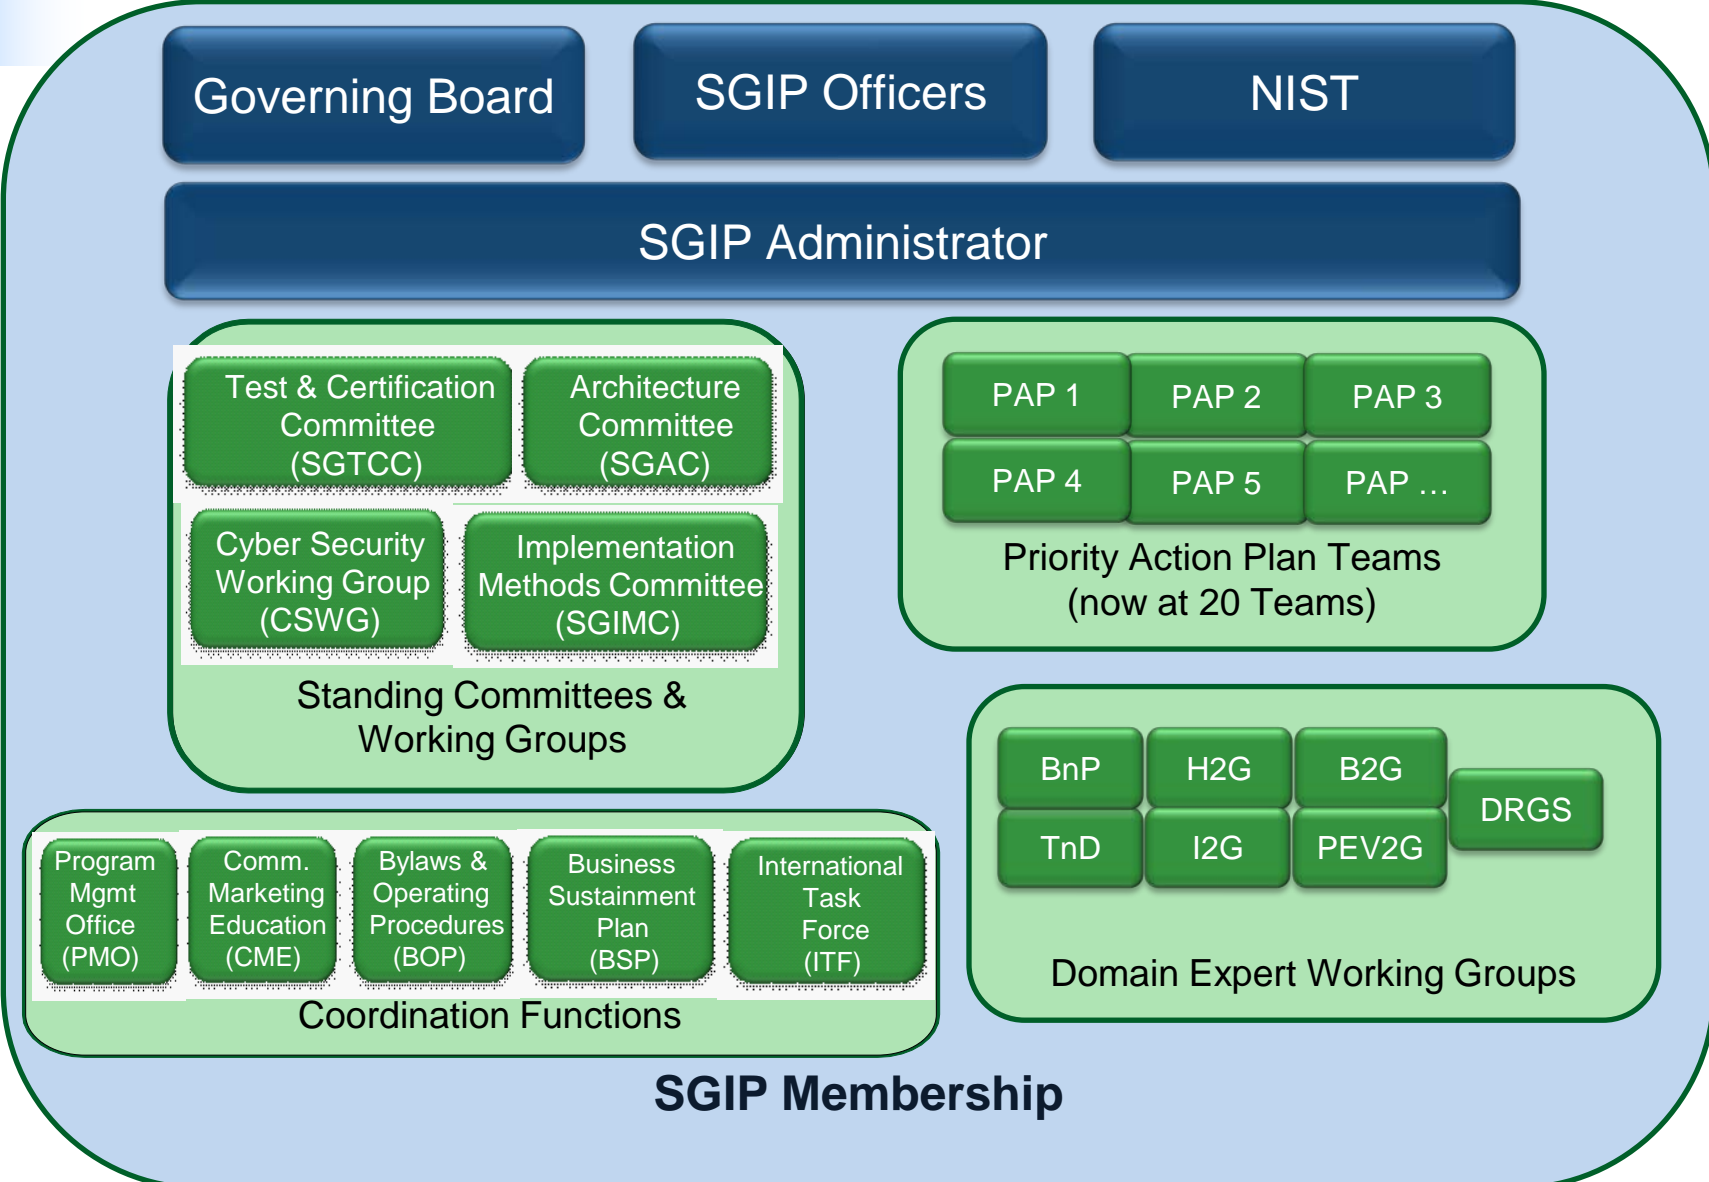 Governing Board
SGIP Officers
NIST
SGIP Administrator
Test & Certification
Committee
(SGTCC)
Architecture
Committee
(SGAC)
Cyber Security
Working Group
(CSWG)
Implementation
Methods Committee
(SGIMC)
Standing Committees &
Working Groups
PAP 1
PAP 2
PAP 3
PAP 4
PAP 5
PAP …
Priority Action Plan Teams
(now at 20 Teams)
BnP
H2G
B2G
DRGS
TnD
I2G
PEV2G
Domain Expert Working Groups
Program
Mgmt
Office
(PMO)
Comm.
Marketing
Education
(CME)
Bylaws &
Operating
Procedures
(BOP)
Business
Sustainment
Plan
(BSP)
International
Task
Force
(ITF)
Coordination Functions
SGIP Membership